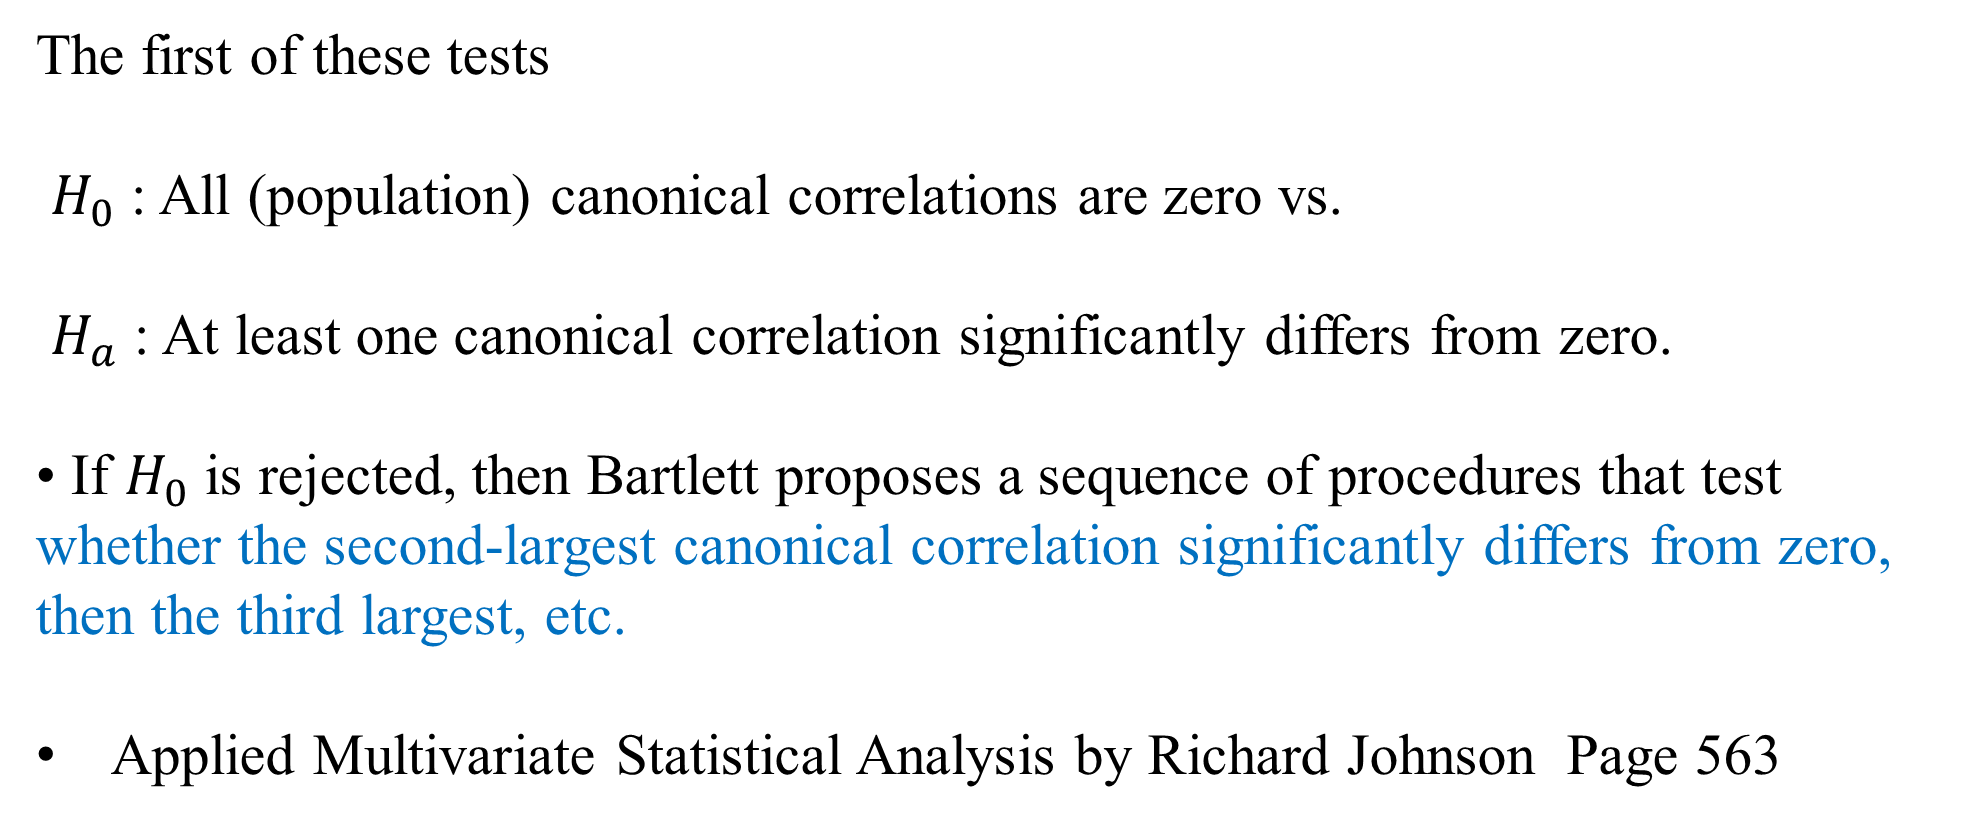 The first of these tests
H₀ : All (population) canonical correlations are zero vs.
Hₐ : At least one canonical correlation significantly differs from zero.
• If H₀ is rejected, then Bartlett proposes a sequence of procedures that test
whether the second-largest canonical correlation significantly differs from zero,
then the third largest, etc.
• Applied Multivariate Statistical Analysis by Richard Johnson Page 563